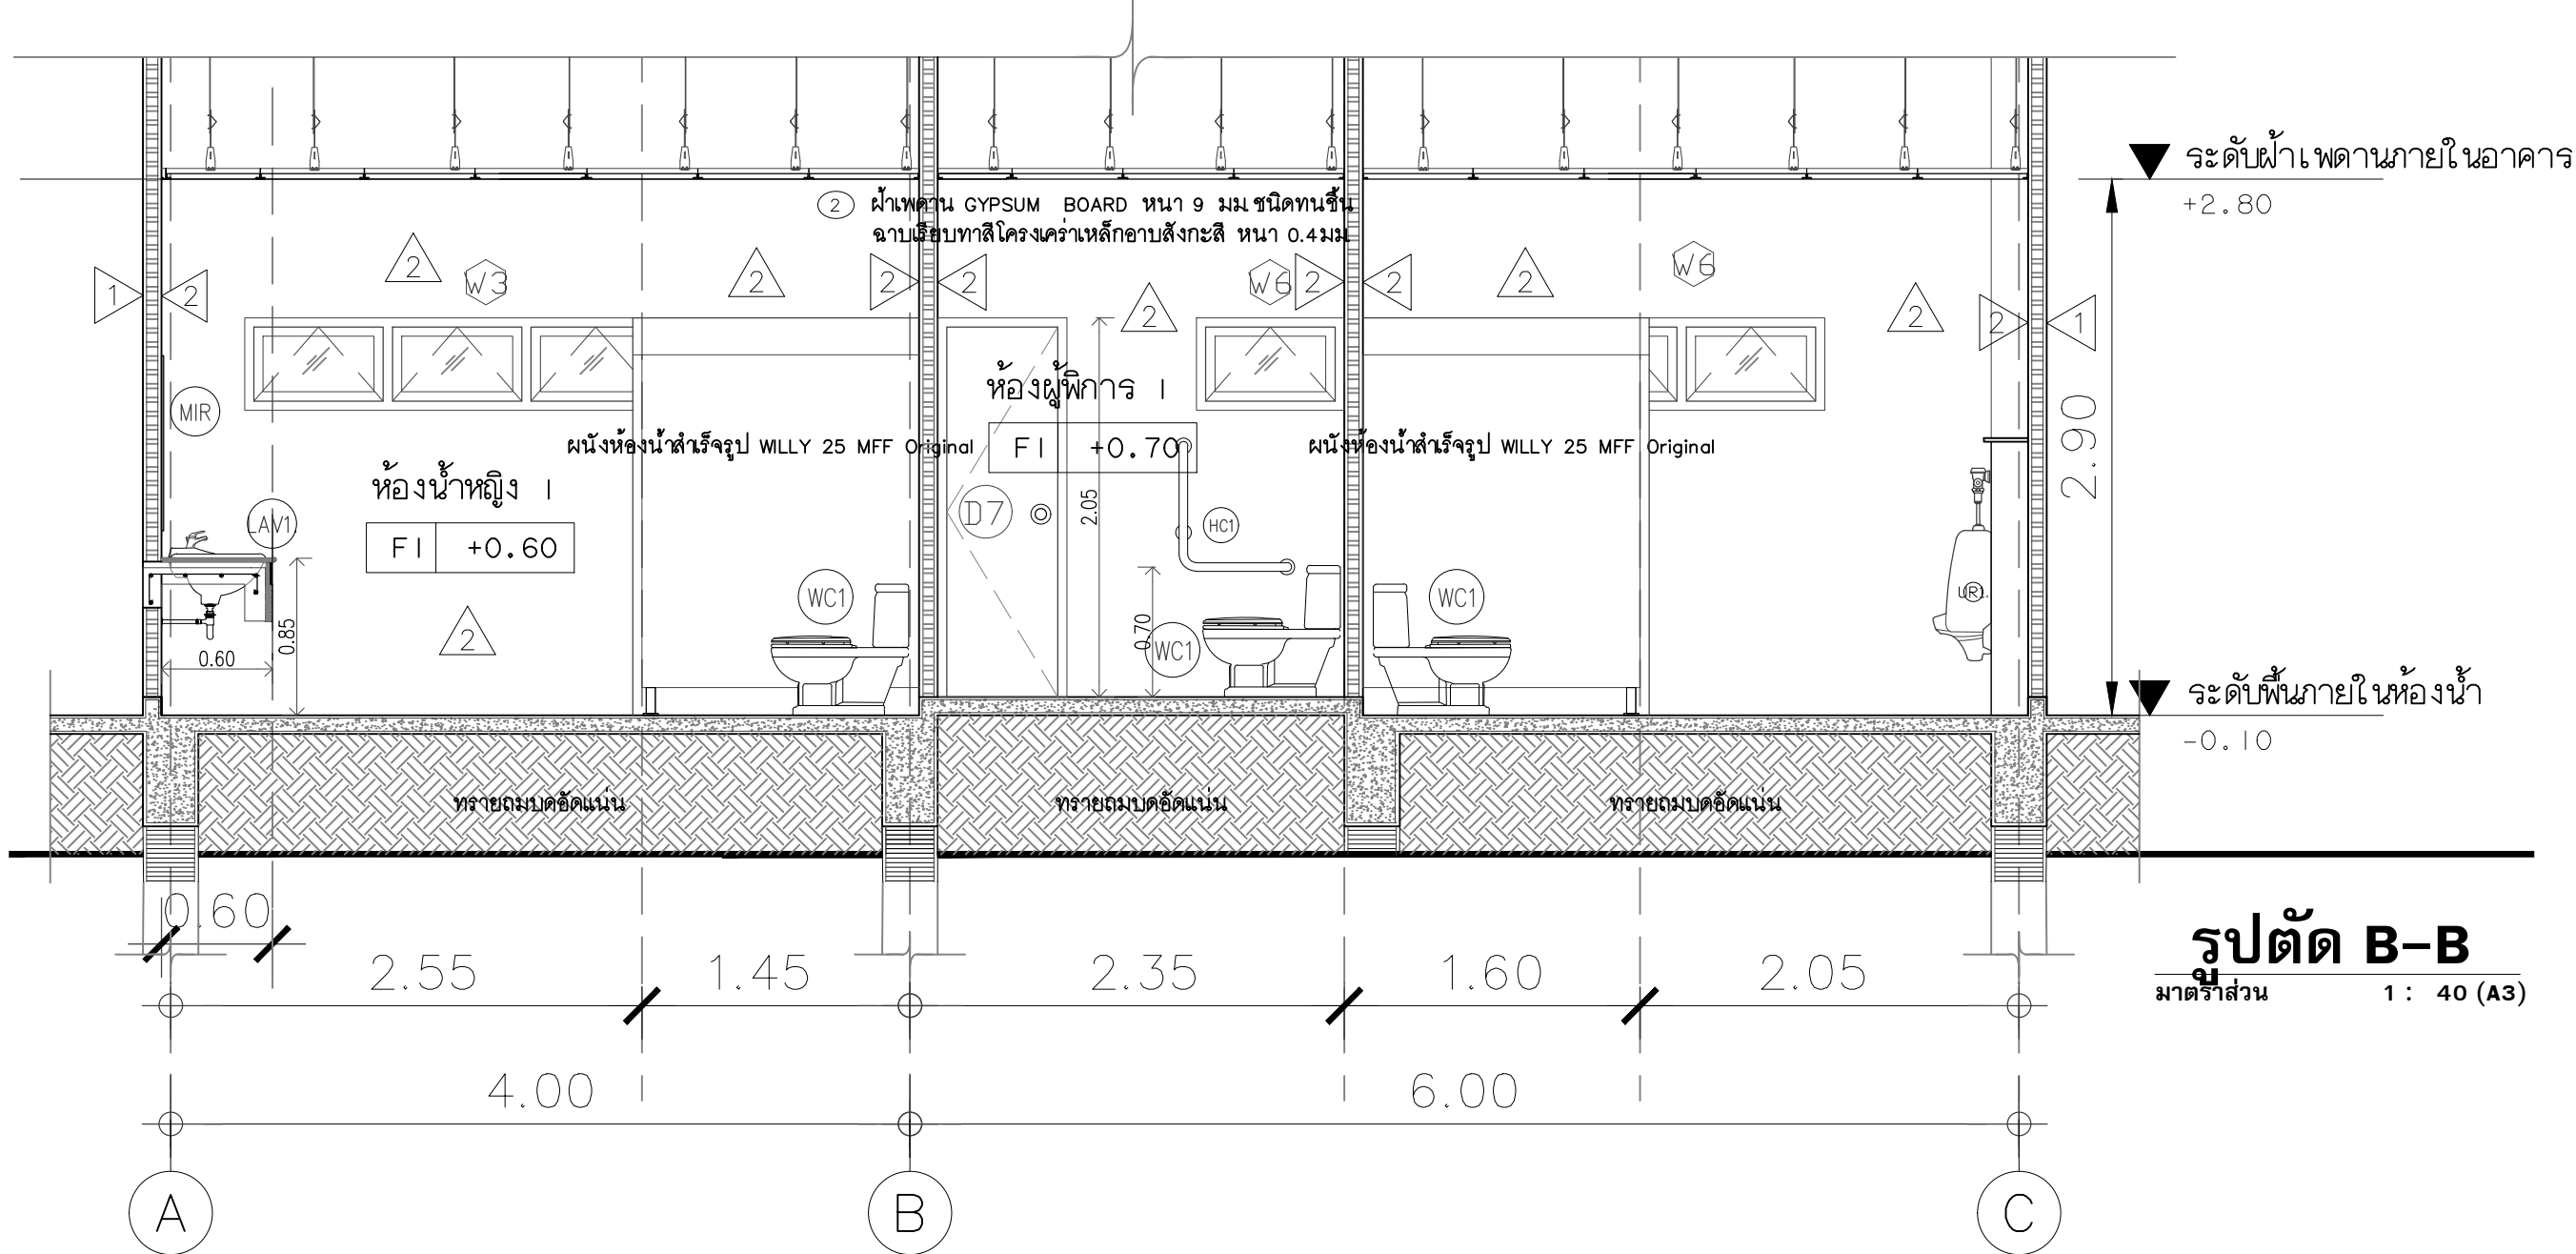 ระดับฝ้าเพดานภายในอาคาร
+2.80
2 ฝ้าเพดาน GYPSUM BOARD หนา 9 มม.ชนิดทนชื้น
ฉาบเรียบทาสีโครงเคร่าเหล็กอาบสังกะสี หนา 0.4มม.
2 2 2 2 2
W3 W6 W6
1 2 2 2 2 2 2 1
MIR
ห้องผู้พิการ 1
F1 +0.70
ผนังห้องน้ำสำเร็จรูป WILLY 25 MFF Original
ผนังห้องน้ำสำเร็จรูป WILLY 25 MFF Original
2.90
ห้องน้ำหญิง 1
F1 +0.60
LAV1.
D7
2.05
HC1
WC1
WC1
WC1
UR1.
0.70
0.85
0.60
2
ระดับพื้นภายในห้องน้ำ
-0.10
ทรายถมบดอัดแน่น ทรายถมบดอัดแน่น ทรายถมบดอัดแน่น
0.60
2.55 1.45 2.35 1.60 2.05
รูปตัด B-B
มาตราส่วน 1 : 40 (A3)
4.00 6.00
A B C